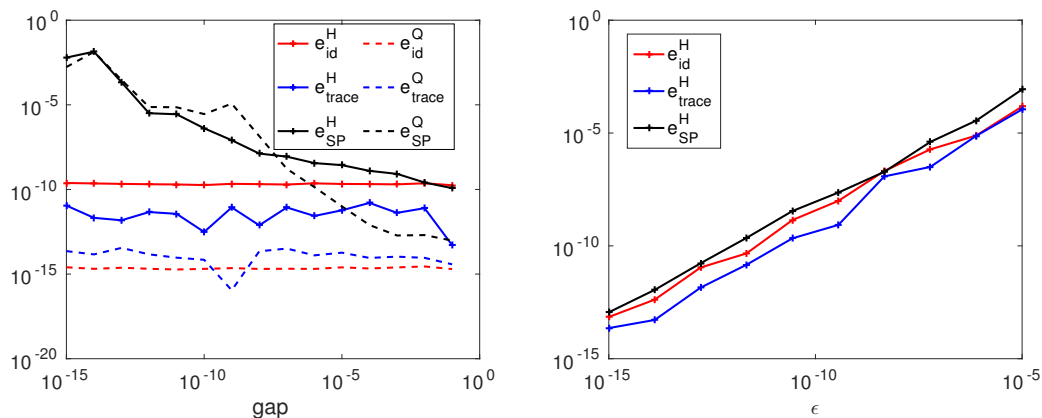 10^0
10^-5
10^-10
10^-15
10^-20
10^-15 10^-10 10^-5 10^0
gap
e_id^H e_id^Q
e_trace^H e_trace^Q
e_SP^H e_SP^Q
10^0
10^-5
10^-10
10^-15
10^-15 10^-10 10^-5
ϵ
e_id^H
e_trace^H
e_SP^H